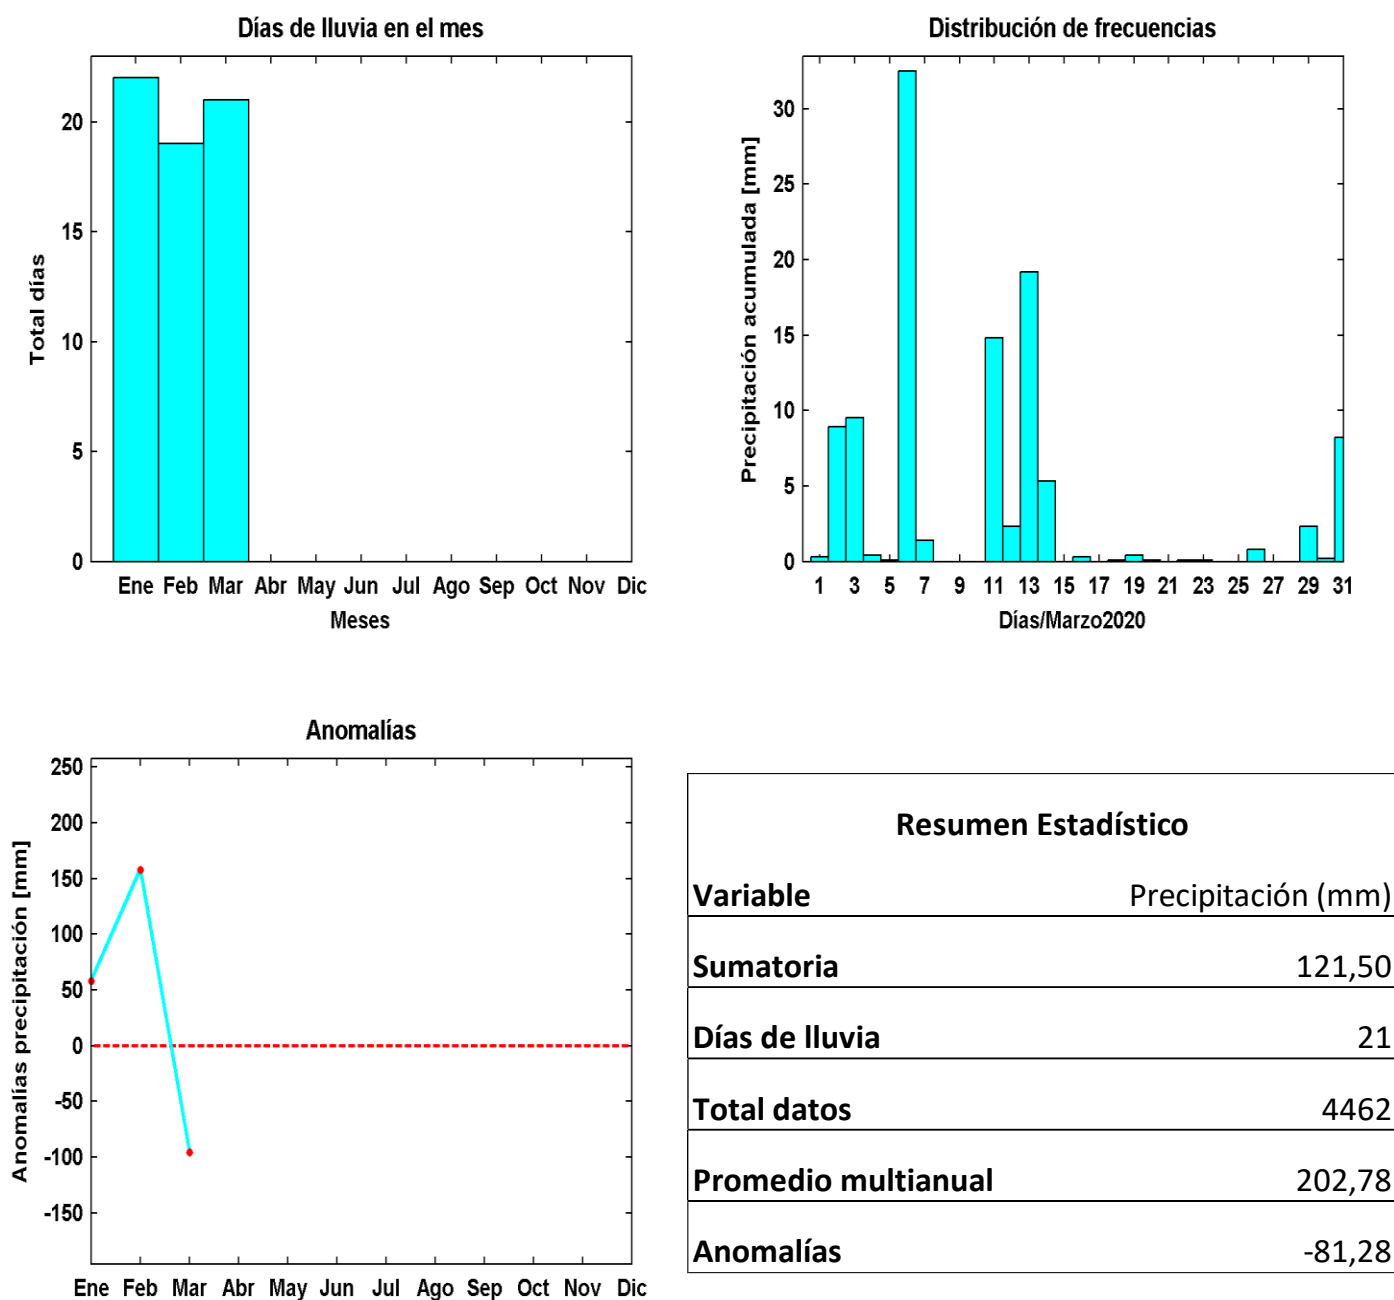 Días de lluvia en el mes
Total días
20
15
10
5
0
Ene Feb Mar Abr May Jun Jul Ago Sep Oct Nov Dic
Meses
Distribución de frecuencias
Precipitación acumulada [mm]
30
25
20
15
10
5
0
1 3 5 7 9 11 13 15 17 19 21 23 25 27 29 31
Días/Marzo2020
Anomalías
Anomalías precipitación [mm]
250
200
150
100
50
0
-50
-100
-150
Ene Feb Mar Abr May Jun Jul Ago Sep Oct Nov Dic
Resumen Estadístico
Variable Precipitación (mm)
Sumatoria 121,50
Días de lluvia 21
Total datos 4462
Promedio multianual 202,78
Anomalías -81,28